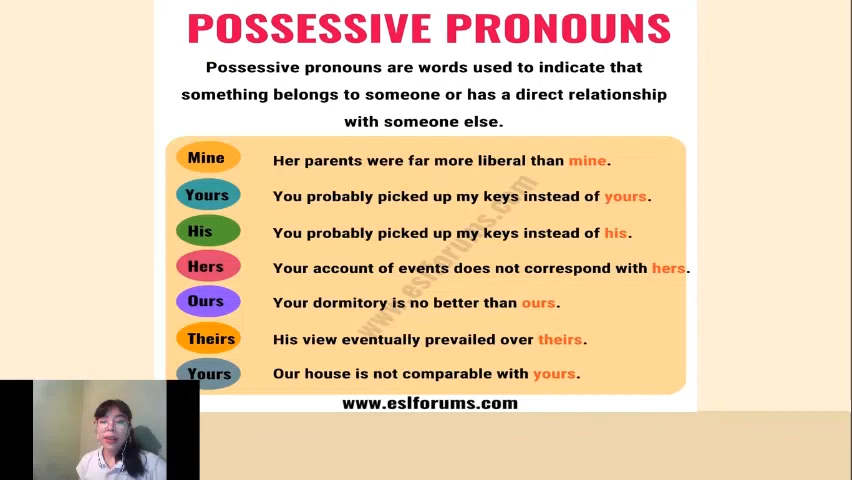 POSSESSIVE PRONOUNS
Possessive pronouns are words used to indicate that
something belongs to someone or has a direct relationship
with someone else.
Mine Her parents were far more liberal than mine.
Yours You probably picked up my keys instead of yours.
His You probably picked up my keys instead of his.
Hers Your account of events does not correspond with hers.
Ours Your dormitory is no better than ours.
Theirs His view eventually prevailed over theirs.
Yours Our house is not comparable with yours.
www.eslforums.com
www.eslforums.com